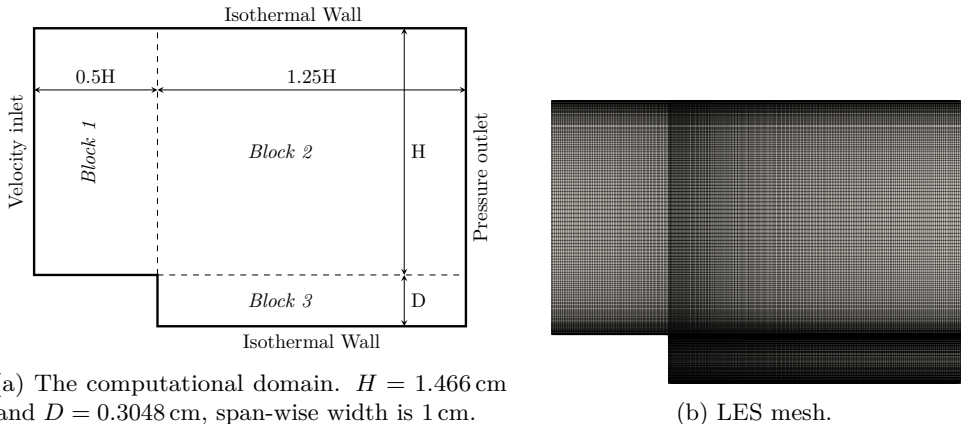 Isothermal Wall
0.5H
1.25H
Velocity inlet
Block 1
Block 2
H
Pressure outlet
Block 3
D
Isothermal Wall
a) The computational domain. H = 1.466 cm
and D = 0.3048 cm, span-wise width is 1 cm.
(b) LES mesh.